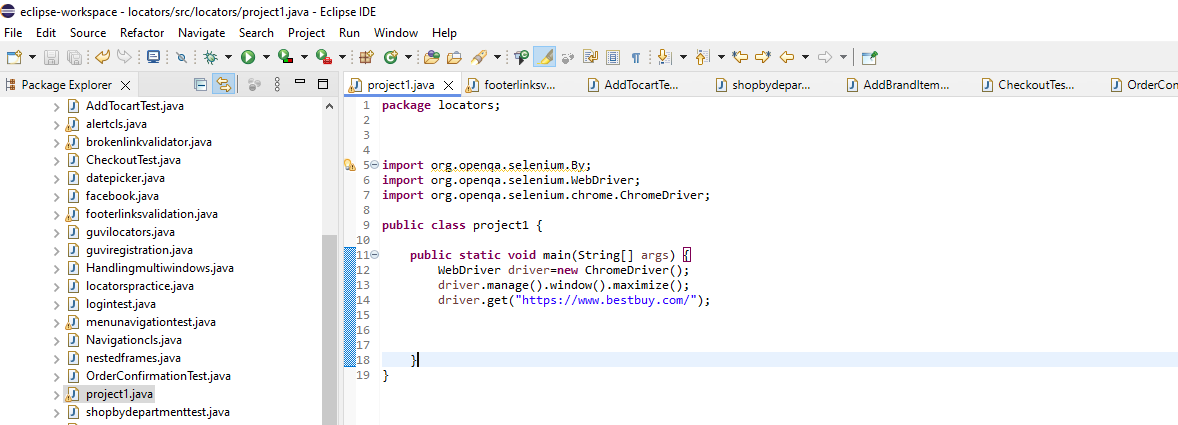 eclipse-workspace - locators/src/locators/project1.java - Eclipse IDE
File Edit Source Refactor Navigate Search Project Run Window Help
Package Explorer
AddTocartTest.java
alertcls.java
brokenlinkvalidator.java
CheckoutTest.java
datepicker.java
facebook.java
footerlinksvalidation.java
guvilocators.java
guviregistration.java
Handlingmultiwindows.java
locatorspractice.java
logintest.java
menunavigationtest.java
Navigationcls.java
nestedframes.java
OrderConfirmationTest.java
project1.java
shopbydepartmenttest.java
project1.java footerlinksv... AddTocartTe... shopbydepar... AddBrandItem... CheckoutTes... OrderCon
1 package locators;
2
3
4
5 import org.openqa.selenium.By;
6 import org.openqa.selenium.WebDriver;
7 import org.openqa.selenium.chrome.ChromeDriver;
8
9 public class project1 {
10
11 public static void main(String[] args) {
12 WebDriver driver=new ChromeDriver();
13 driver.manage().window().maximize();
14 driver.get("https://www.bestbuy.com/");
15
16
17
18 }
19 }